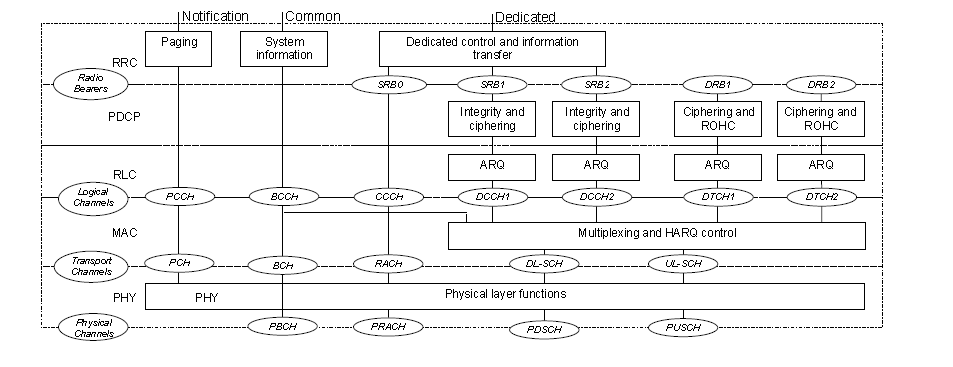 Notification
Common
Dedicated
Paging
System
information
Dedicated control and information
transfer
RRC
Radio
Bearers
SRB0
SRB1
SRB2
DRB1
DRB2
PDCP
Integrity and
ciphering
Integrity and
ciphering
Ciphering and
ROHC
Ciphering and
ROHC
RLC
ARQ
ARQ
ARQ
ARQ
Logical
Channels
PCCH
BCCH
CCCH
DCCH1
DCCH2
DTCH1
DTCH2
MAC
Multiplexing and HARQ control
Transport
Channels
PCH
BCH
RACH
DL-SCH
UL-SCH
PHY
PHY
Physical layer functions
Physical
Channels
PBCH
PRACH
PDSCH
PUSCH